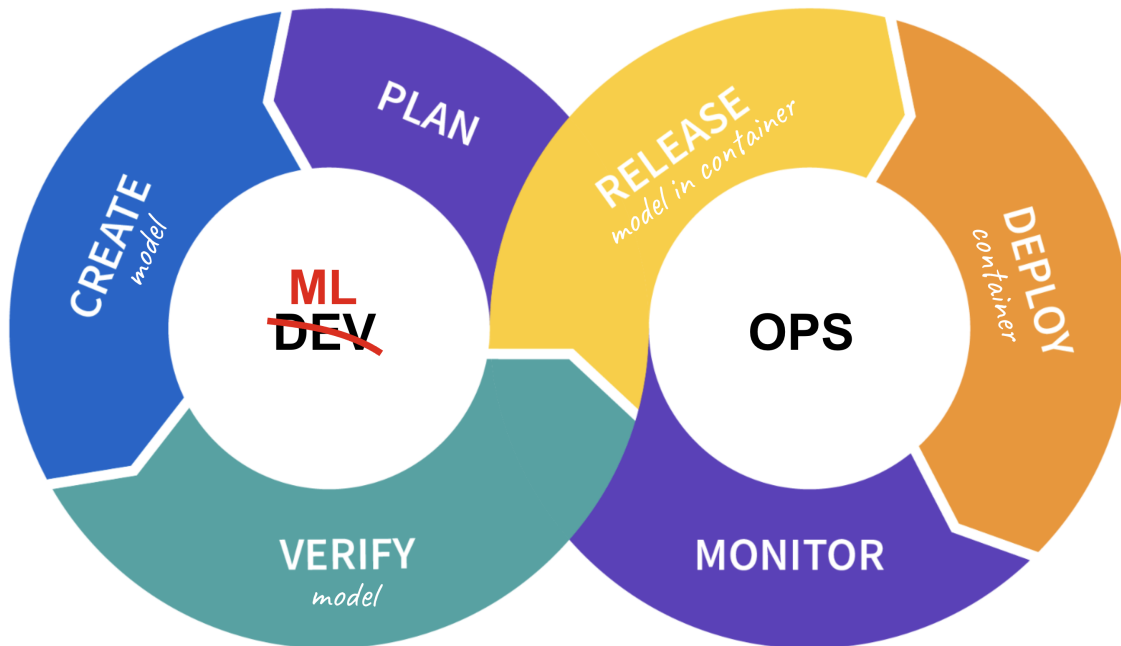 PLAN
CREATE
model
VERIFY
model
ML
DEV
RELEASE
model in container
DEPLOY
container
MONITOR
OPS